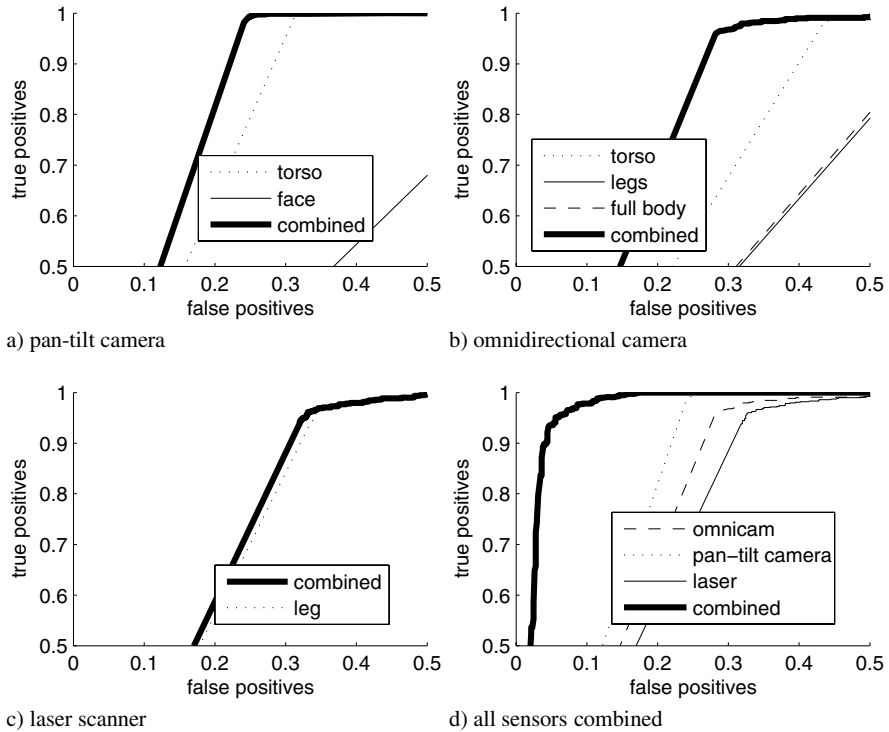 1
0.9
0.8
0.7
0.6
0.5
true positives
torso
face
combined
0 0.1 0.2 0.3 0.4 0.5
false positives
a) pan-tilt camera
1
0.9
0.8
0.7
0.6
0.5
true positives
torso
legs
full body
combined
0 0.1 0.2 0.3 0.4 0.5
false positives
b) omnidirectional camera
1
0.9
0.8
0.7
0.6
0.5
true positives
combined
leg
0 0.1 0.2 0.3 0.4 0.5
false positives
c) laser scanner
1
0.9
0.8
0.7
0.6
0.5
true positives
omnicam
pan−tilt camera
laser
combined
0 0.1 0.2 0.3 0.4 0.5
false positives
d) all sensors combined